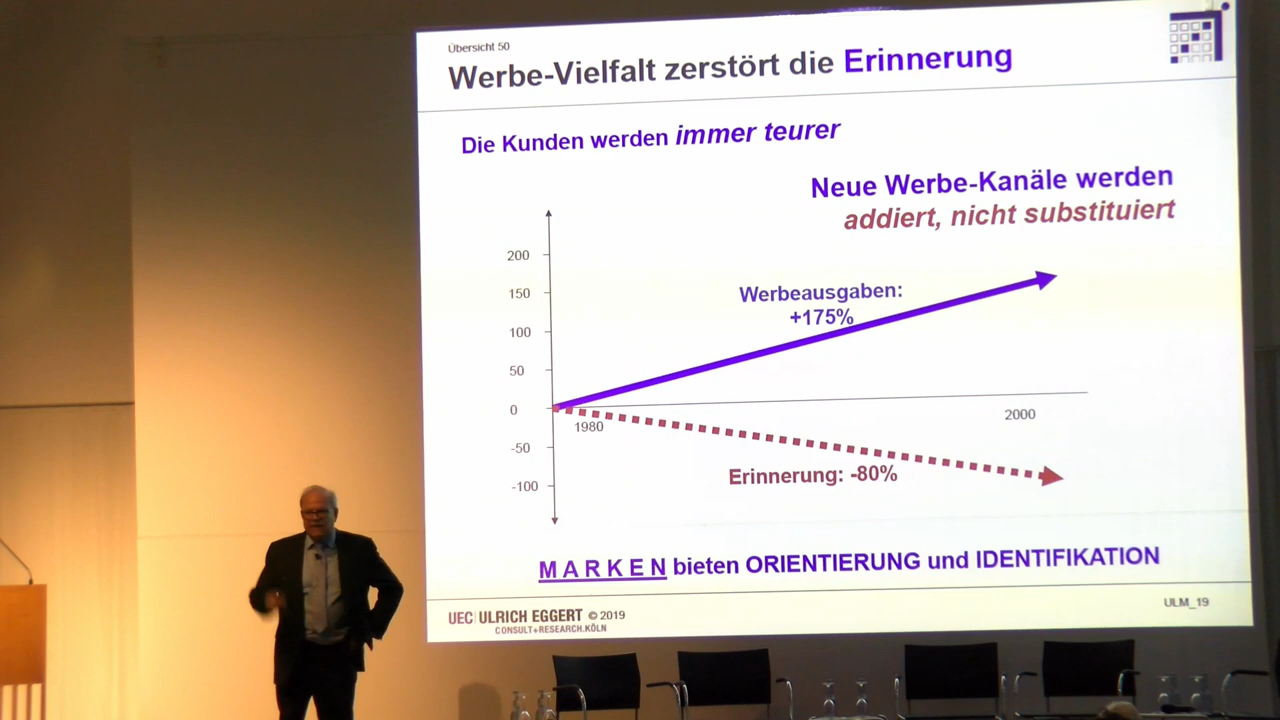 Übersicht 50
Werbe-Vielfalt zerstört die Erinnerung
Die Kunden werden immer teurer
Neue Werbe-Kanäle werden
addiert, nicht substituiert
200
150
100
50
0
-50
-100
Werbeausgaben:
+175%
1980
2000
Erinnerung: -80%
MARKEN bieten ORIENTIERUNG und IDENTIFIKATION
UEC ULRICH EGGERT © 2019
CONSULT+RESEARCH.KÖLN
ULM_19